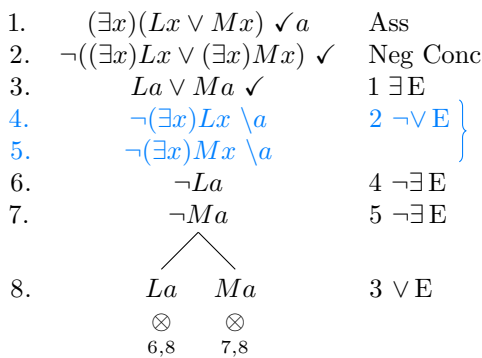 1. (∃x)(Lx ∨ Mx) ✓a Ass
2. ¬((∃x)Lx ∨ (∃x)Mx) ✓ Neg Conc
3. La ∨ Ma ✓ 1 ∃E
4. ¬(∃x)Lx \a 2 ¬∨E
5. ¬(∃x)Mx \a
6. ¬La 4 ¬∃E
7. ¬Ma 5 ¬∃E
8. La Ma 3 ∨E
⊗ ⊗
6,8 7,8